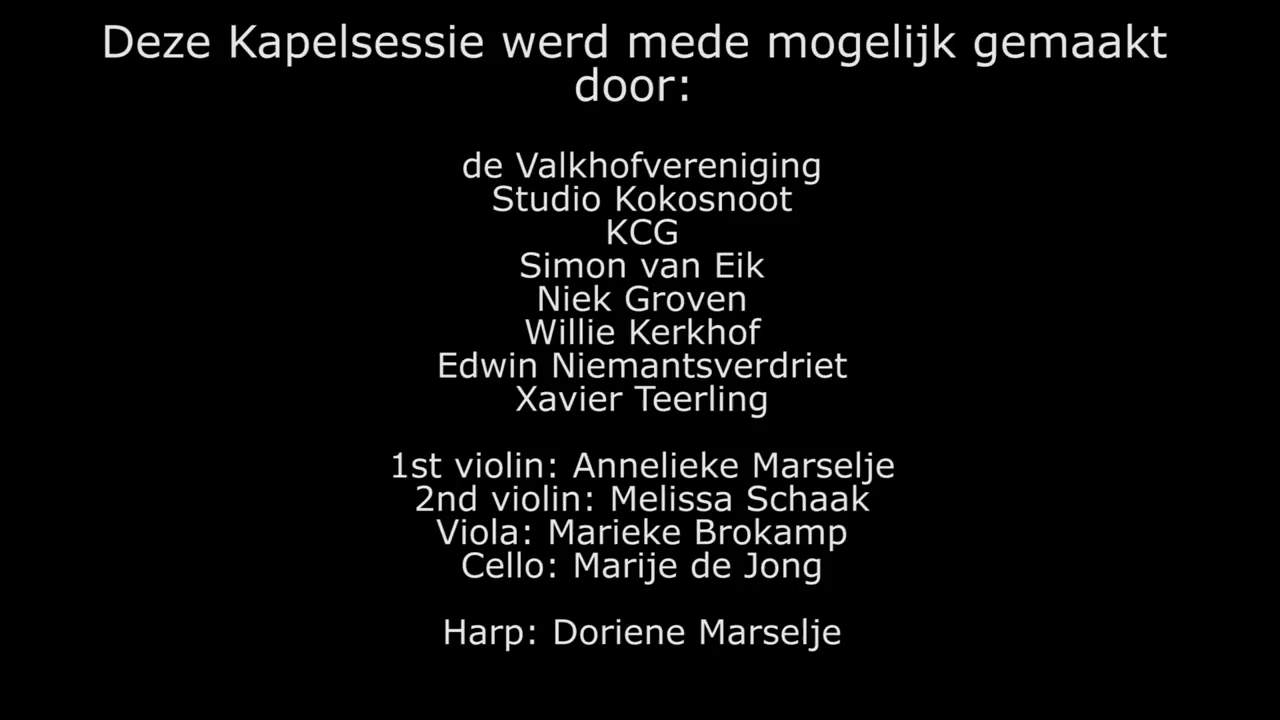 Deze Kapelsessie werd mede mogelijk gemaakt
door:
de Valkhofvereniging
Studio Kokosnoot
KCG
Simon van Eik
Niek Groven
Willie Kerkhof
Edwin Niemantsverdriet
Xavier Teerling
1st violin: Annelieke Marselje
2nd violin: Melissa Schaak
Viola: Marieke Brokamp
Cello: Marije de Jong
Harp: Doriene Marselje